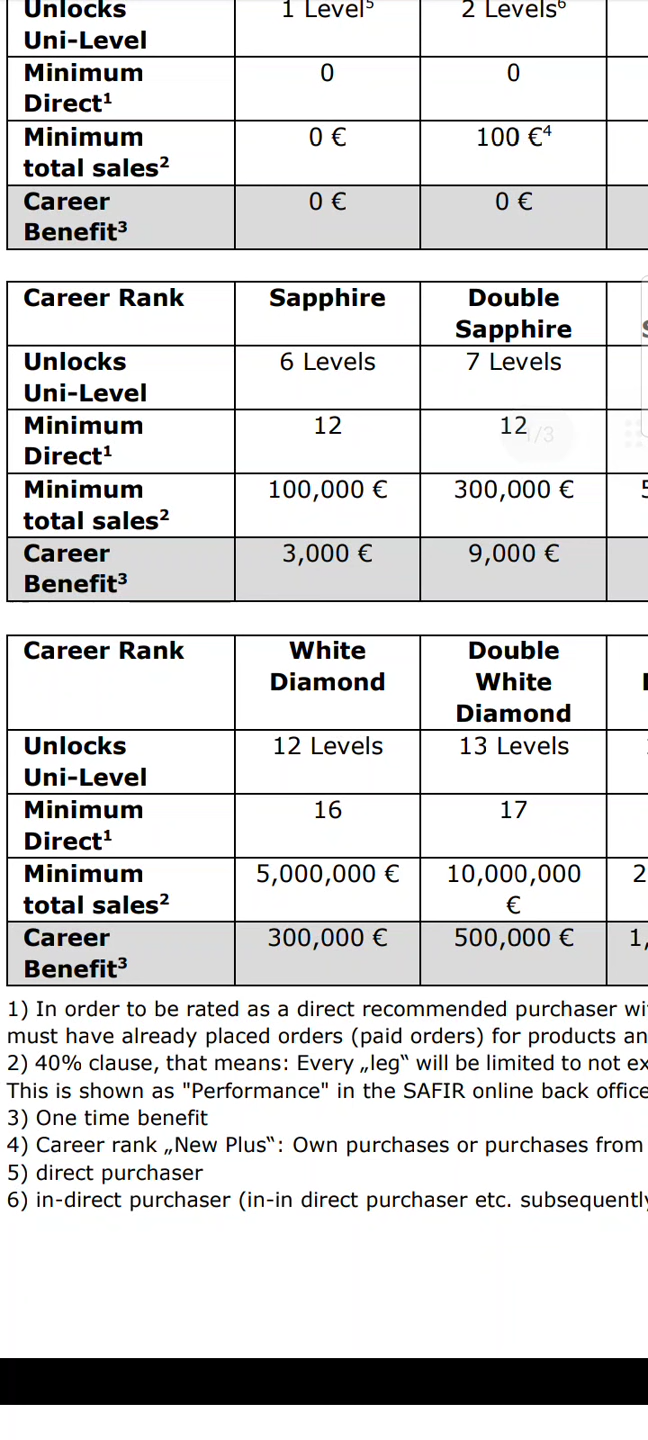 Unlocks 1 Level⁵ 2 Levels⁶
Uni-Level
Minimum 0 0
Direct¹
Minimum 0 € 100 €⁴
total sales²
Career 0 € 0 €
Benefit³
Career Rank Sapphire Double
Sapphire
Unlocks 6 Levels 7 Levels
Uni-Level
Minimum 12 12
Direct¹
1/3
Minimum 100,000 € 300,000 € 5
total sales²
Career 3,000 € 9,000 €
Benefit³
Career Rank White Double
Diamond White
Diamond
Unlocks 12 Levels 13 Levels
Uni-Level
Minimum 16 17
Direct¹
Minimum 5,000,000 € 10,000,000 2
total sales² €
Career 300,000 € 500,000 € 1,
Benefit³
1) In order to be rated as a direct recommended purchaser wi
must have already placed orders (paid orders) for products an
2) 40% clause, that means: Every „leg‟ will be limited to not ex
This is shown as "Performance" in the SAFIR online back office
3) One time benefit
4) Career rank „New Plus‟: Own purchases or purchases from
5) direct purchaser
6) in-direct purchaser (in-in direct purchaser etc. subsequently